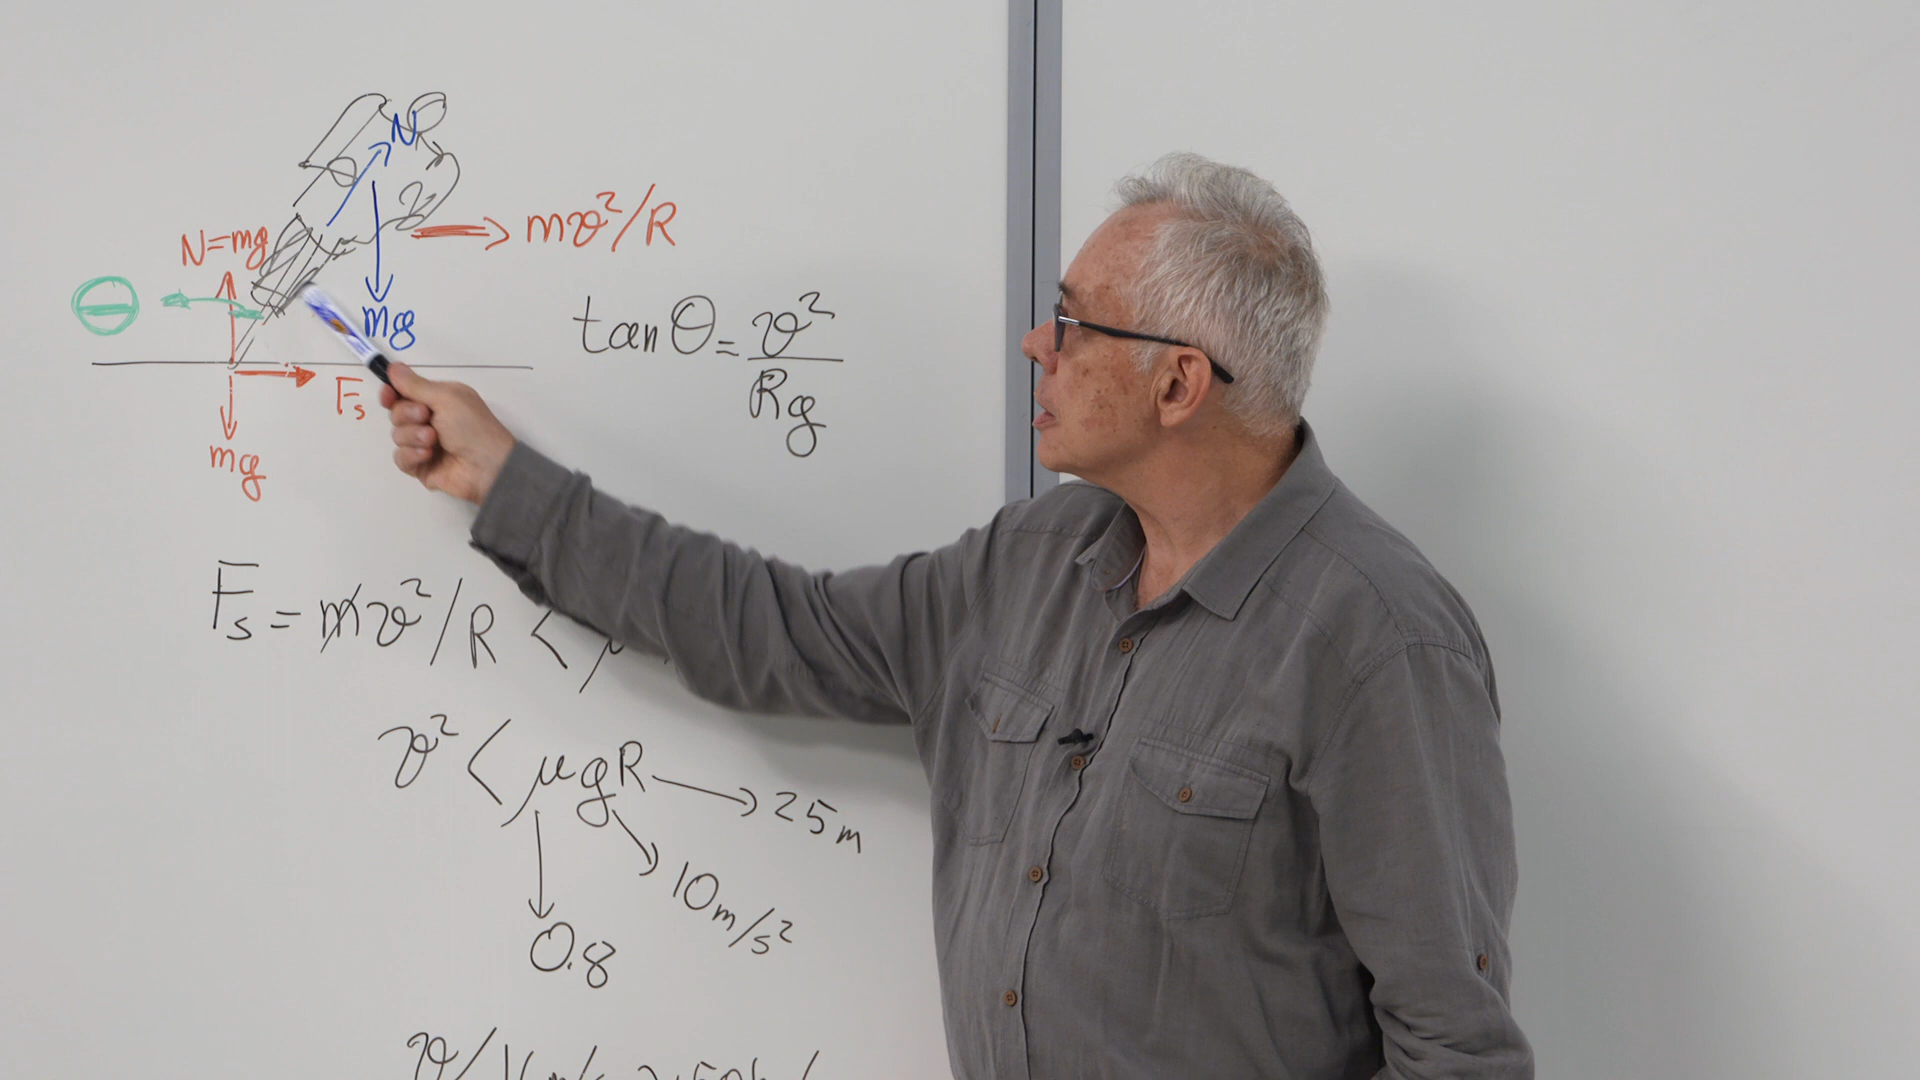 N
N=mg
mv²/R
θ
mg
tanθ = v²/Rg
Fs
mg
Fs = mv²/R < μ
v² < μgR → 25m
10m/s²
0.8